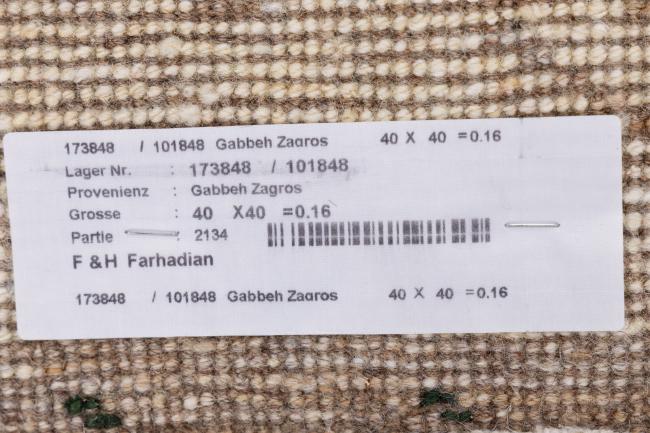 173848 / 101848 Gabbeh Zagros 40 X 40 =0.16
Lager Nr. : 173848 / 101848
Provenienz : Gabbeh Zagros
Grosse : 40 X40 =0.16
Partie : 2134
F &H Farhadian
173848 / 101848 Gabbeh Zagros 40 X 40 =0.16